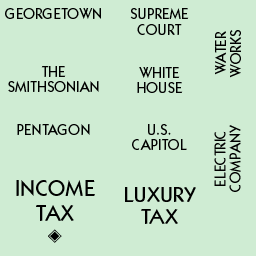 GEORGETOWN
SUPREME
COURT
WATER
WORKS
THE
SMITHSONIAN
WHITE
HOUSE
PENTAGON
U.S.
CAPITOL
ELECTRIC
COMPANY
INCOME
TAX
LUXURY
TAX